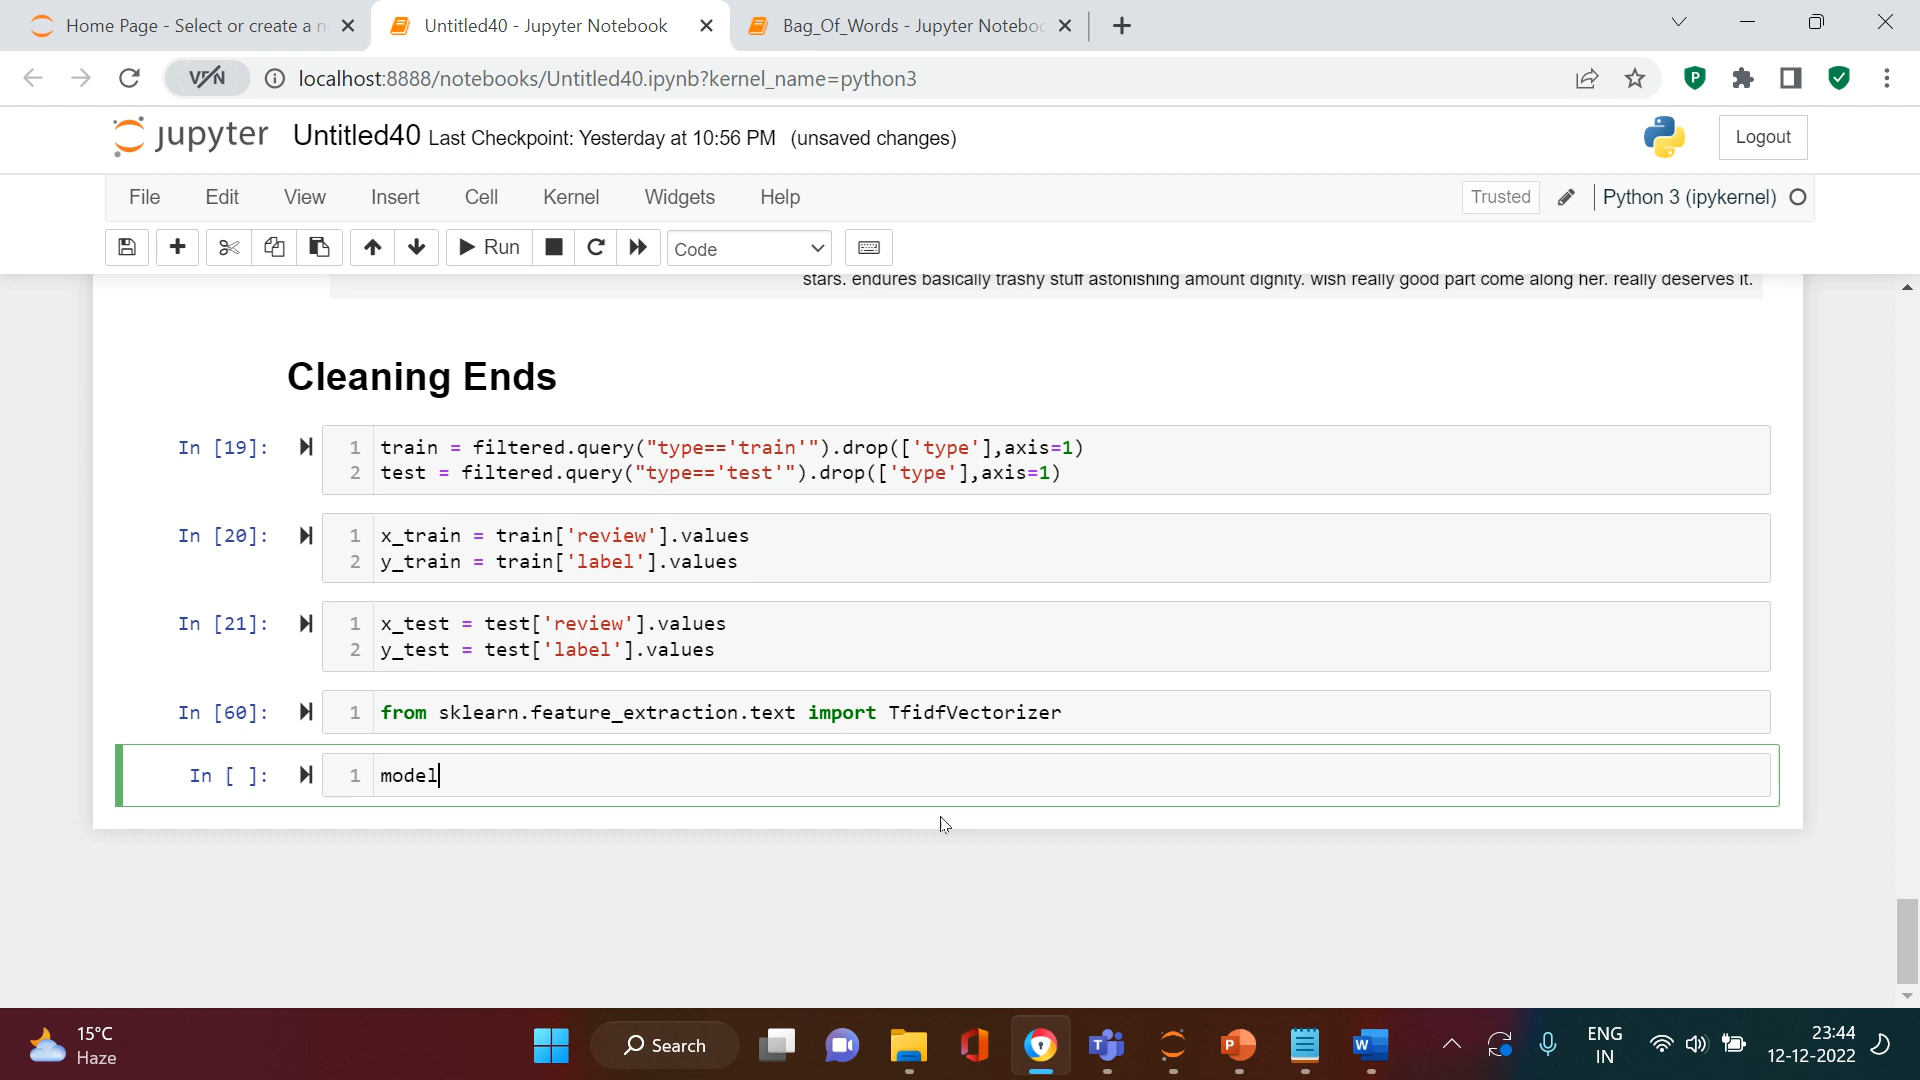 Home Page - Select or create a n
Untitled40 - Jupyter Notebook
Bag_Of_Words - Jupyter Noteboo
VPN
localhost:8888/notebooks/Untitled40.ipynb?kernel_name=python3
P
jupyter
Untitled40 Last Checkpoint: Yesterday at 10:56 PM (unsaved changes)
Logout
File Edit View Insert Cell Kernel Widgets Help
Trusted
Python 3 (ipykernel)
Run
Code
stars. endures basically trashy stuff astonishing amount dignity. wish really good part come along her. really deserves it.
Cleaning Ends
In [19]:
1 train = filtered.query("type=='train'").drop(['type'],axis=1)
2 test = filtered.query("type=='test'").drop(['type'],axis=1)
In [20]:
1 x_train = train['review'].values
2 y_train = train['label'].values
In [21]:
1 x_test = test['review'].values
2 y_test = test['label'].values
In [60]:
1 from sklearn.feature_extraction.text import TfidfVectorizer
In [ ]:
1 model
15°C
Haze
Search
ENG
IN
23:44
12-12-2022